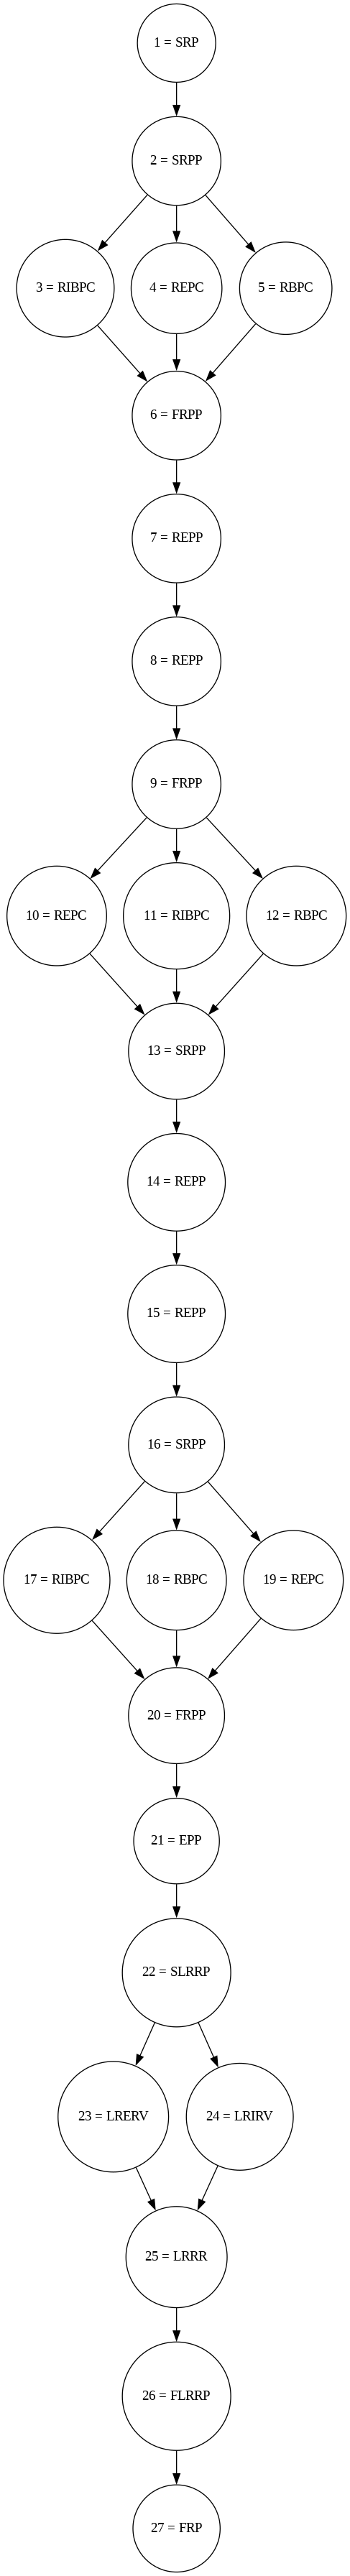 1 = SRP
2 = SRPP
3 = RIBPC
4 = REPC
5 = RBPC
6 = FRPP
7 = REPP
8 = REPP
9 = FRPP
10 = REPC
11 = RIBPC
12 = RBPC
13 = SRPP
14 = REPP
15 = REPP
16 = SRPP
17 = RIBPC
18 = RBPC
19 = REPC
20 = FRPP
21 = EPP
22 = SLRRP
23 = LRERV
24 = LRIRV
25 = LRRR
26 = FLRRP
27 = FRP